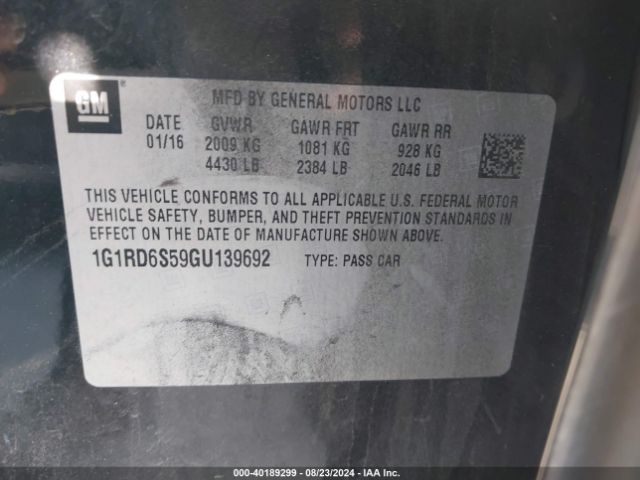 GM
MFD BY GENERAL MOTORS LLC
DATE GVWR GAWR FRT GAWR RR
01/16 2009 KG 1081 KG 928 KG
4430 LB 2384 LB 2046 LB
THIS VEHICLE CONFORMS TO ALL APPLICABLE U.S. FEDERAL MOTOR
VEHICLE SAFETY, BUMPER, AND THEFT PREVENTION STANDARDS IN
EFFECT ON THE DATE OF MANUFACTURE SHOWN ABOVE.
1G1RD6S59GU139692 TYPE: PASS CAR
000-40189299 - 08/23/2024 - IAA Inc.